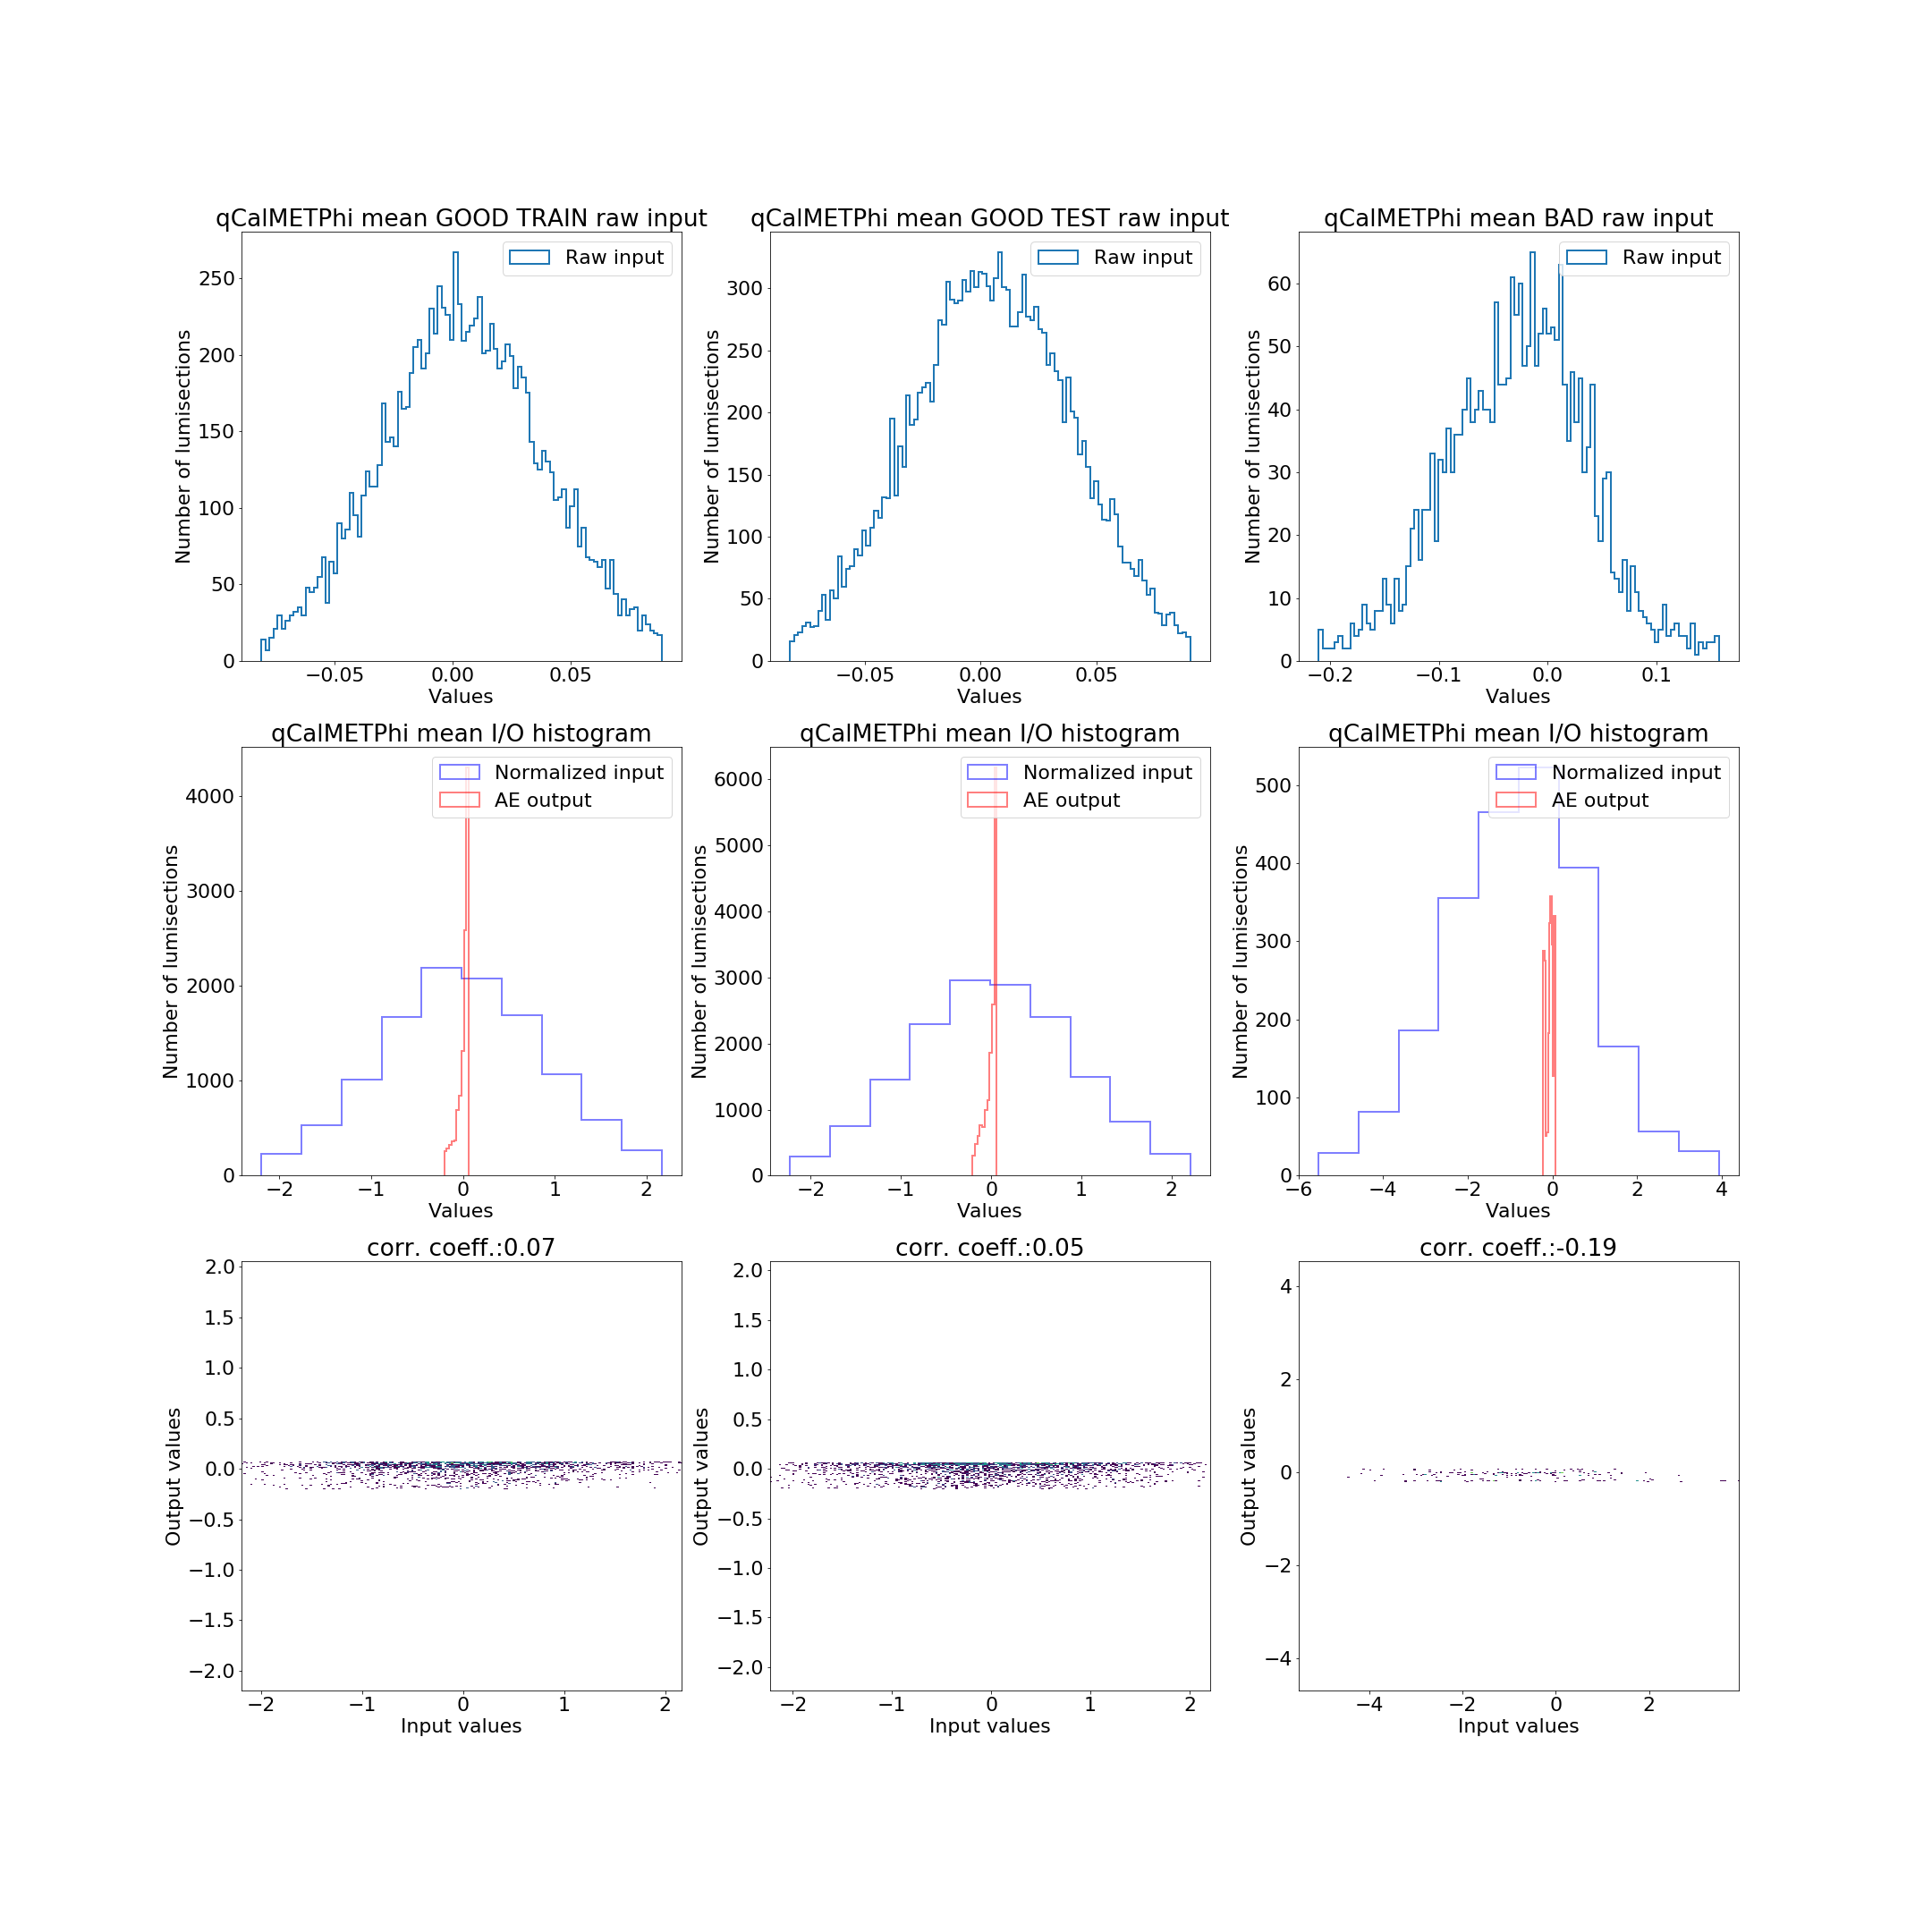 qCalMETPhi mean GOOD TRAIN raw input
Raw input
Number of lumisections
250
200
150
100
50
0
−0.05 0.00 0.05
Values
qCalMETPhi mean GOOD TEST raw input
Raw input
Number of lumisections
300
250
200
150
100
50
0
−0.05 0.00 0.05
Values
qCalMETPhi mean BAD raw input
Raw input
Number of lumisections
60
50
40
30
20
10
0
−0.2 −0.1 0.0 0.1
Values
qCalMETPhi mean I/O histogram
Normalized input
AE output
Number of lumisections
4000
3000
2000
1000
0
−2 −1 0 1 2
Values
qCalMETPhi mean I/O histogram
Normalized input
AE output
Number of lumisections
6000
5000
4000
3000
2000
1000
0
−2 −1 0 1 2
Values
qCalMETPhi mean I/O histogram
Normalized input
AE output
Number of lumisections
500
400
300
200
100
0
−6 −4 −2 0 2 4
Values
corr. coeff.:0.07
Output values
2.0
1.5
1.0
0.5
0.0
−0.5
−1.0
−1.5
−2.0
−2 −1 0 1 2
Input values
corr. coeff.:0.05
Output values
2.0
1.5
1.0
0.5
0.0
−0.5
−1.0
−1.5
−2.0
−2 −1 0 1 2
Input values
corr. coeff.:-0.19
Output values
4
2
0
−2
−4
−4 −2 0 2
Input values